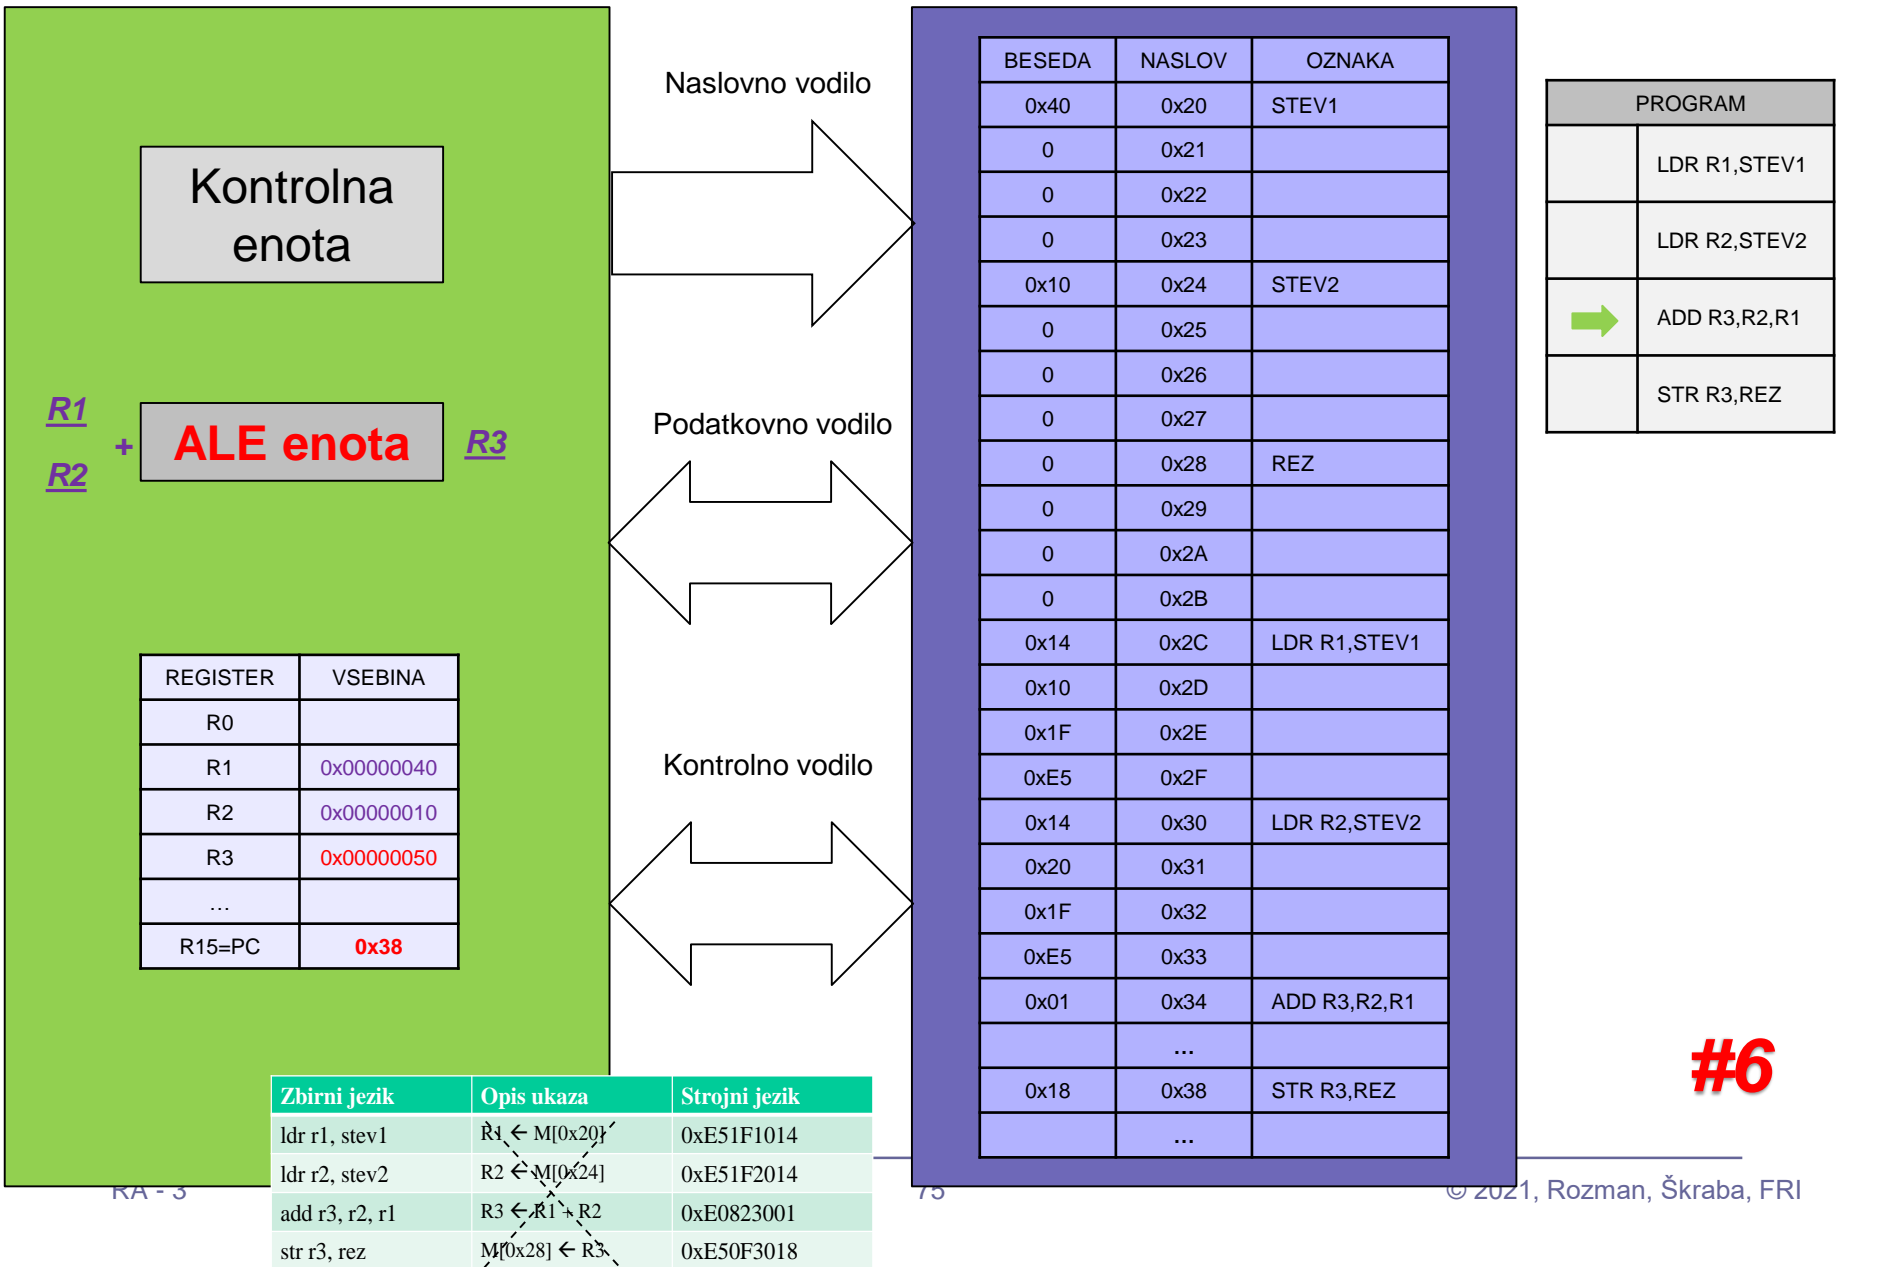 Kontrolna
enota
R1
+
R2
ALE enota
R3
REGISTER VSEBINA
R0
R1 0x00000040
R2 0x00000010
R3 0x00000050
…
R15=PC 0x38
Naslovno vodilo
Podatkovno vodilo
Kontrolno vodilo
BESEDA NASLOV OZNAKA
0x40 0x20 STEV1
0 0x21
0 0x22
0 0x23
0x10 0x24 STEV2
0 0x25
0 0x26
0 0x27
0 0x28 REZ
0 0x29
0 0x2A
0 0x2B
0x14 0x2C LDR R1,STEV1
0x10 0x2D
0x1F 0x2E
0xE5 0x2F
0x14 0x30 LDR R2,STEV2
0x20 0x31
0x1F 0x32
0xE5 0x33
0x01 0x34 ADD R3,R2,R1
…
0x18 0x38 STR R3,REZ
…
PROGRAM
LDR R1,STEV1
LDR R2,STEV2
ADD R3,R2,R1
STR R3,REZ
#6
Zbirni jezik Opis ukaza Strojni jezik
ldr r1, stev1 R1 ← M[0x20] 0xE51F1014
ldr r2, stev2 R2 ← M[0x24] 0xE51F2014
add r3, r2, r1 R3 ← R1 + R2 0xE0823001
str r3, rez M[0x28] ← R3 0xE50F3018
RA - 3
75
© 2021, Rozman, Škraba, FRI